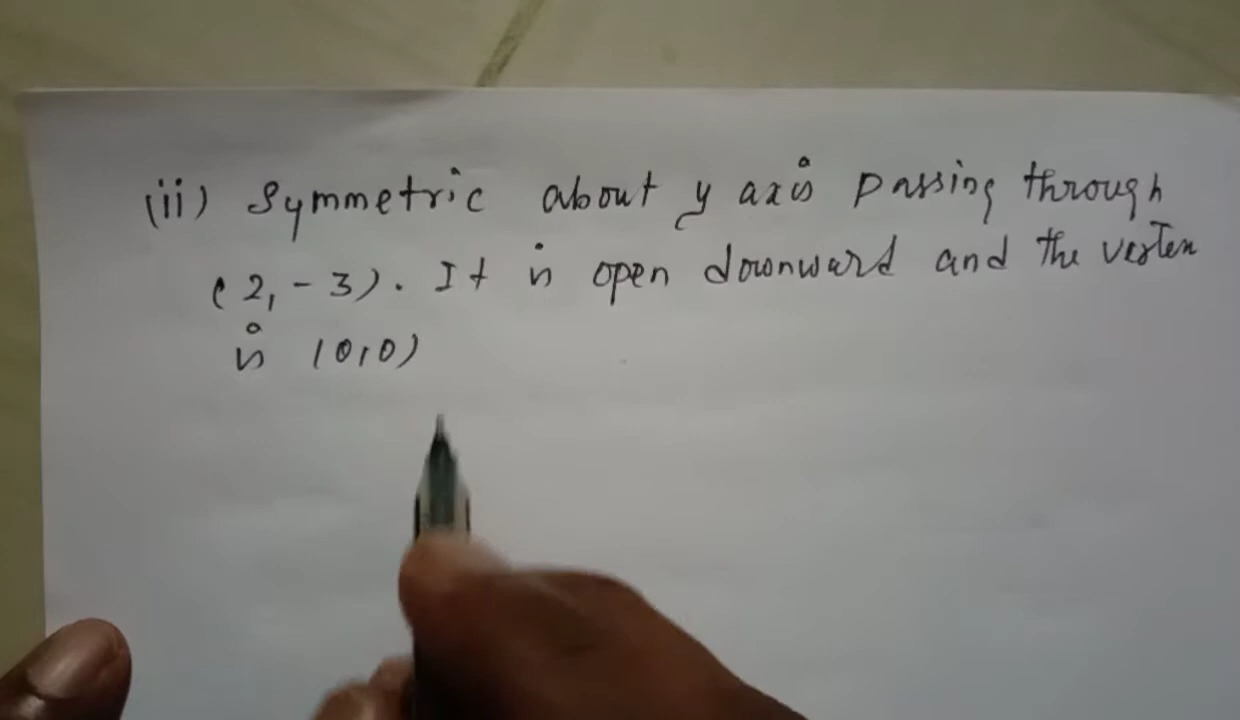 (ii) Symmetric about y axis passing through
(2, -3). It is open downward and the vertex
is (0,0)